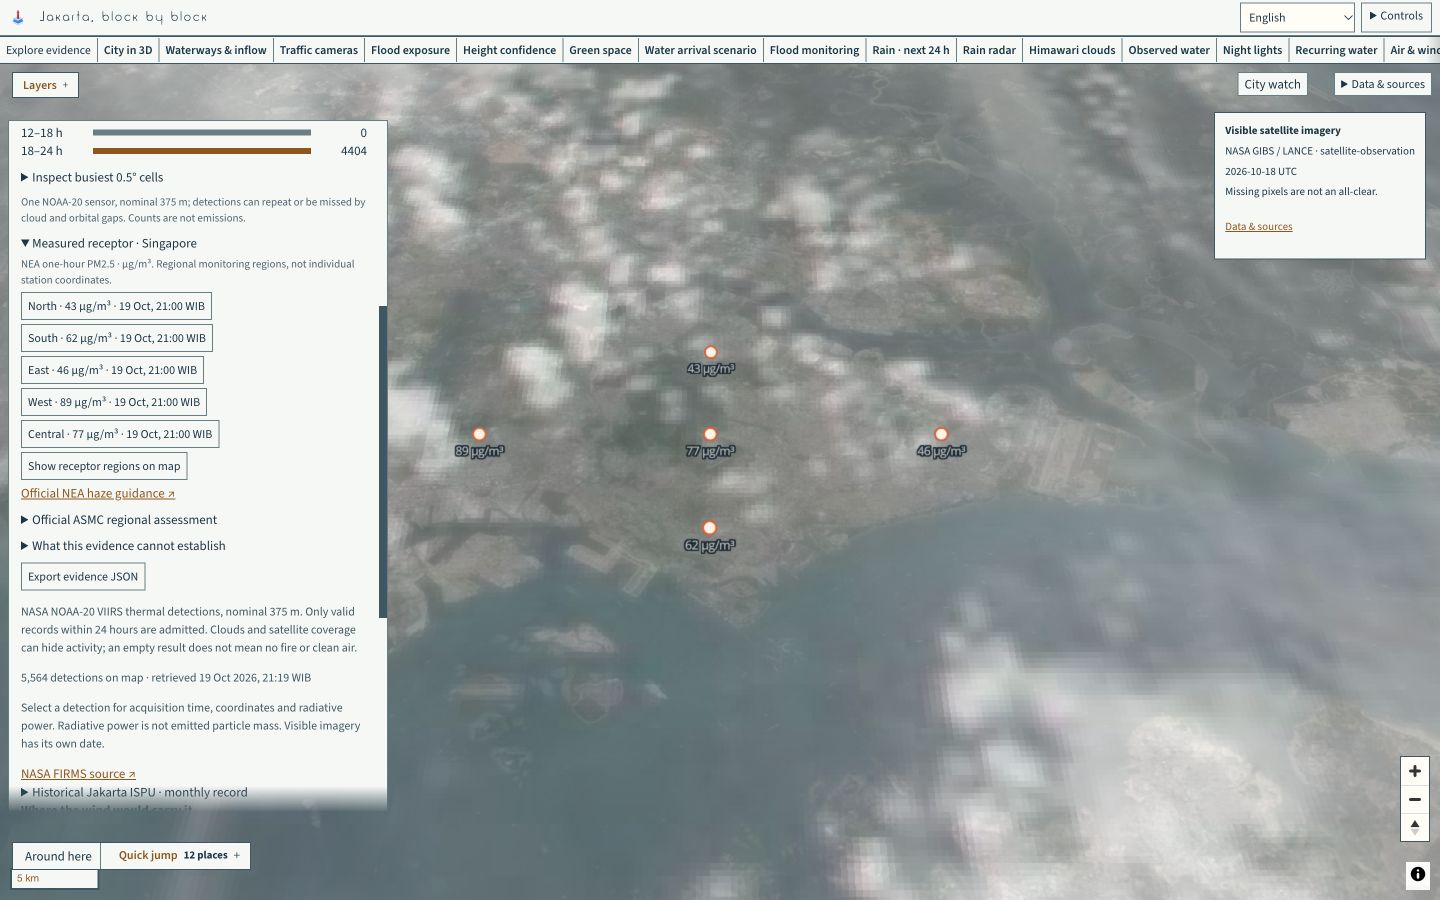 Jakarta, block by block
English
Controls
Explore evidence
City in 3D
Waterways & inflow
Traffic cameras
Flood exposure
Height confidence
Green space
Water arrival scenario
Flood monitoring
Rain · next 24 h
Rain radar
Himawari clouds
Observed water
Night lights
Recurring water
Air & wind
Layers +
City watch
Data & sources
12–18 h 0
18–24 h 4404
Inspect busiest 0.5° cells
One NOAA-20 sensor, nominal 375 m; detections can repeat or be missed by
cloud and orbital gaps. Counts are not emissions.
Measured receptor · Singapore
NEA one-hour PM2.5 · µg/m³. Regional monitoring regions, not individual
station coordinates.
North · 43 µg/m³ · 19 Oct, 21:00 WIB
South · 62 µg/m³ · 19 Oct, 21:00 WIB
East · 46 µg/m³ · 19 Oct, 21:00 WIB
West · 89 µg/m³ · 19 Oct, 21:00 WIB
Central · 77 µg/m³ · 19 Oct, 21:00 WIB
Show receptor regions on map
Official NEA haze guidance ↗
Official ASMC regional assessment
What this evidence cannot establish
Export evidence JSON
NASA NOAA-20 VIIRS thermal detections, nominal 375 m. Only valid
records within 24 hours are admitted. Clouds and satellite coverage
can hide activity; an empty result does not mean no fire or clean air.
5,564 detections on map · retrieved 19 Oct 2026, 21:19 WIB
Select a detection for acquisition time, coordinates and radiative
power. Radiative power is not emitted particle mass. Visible imagery
has its own date.
NASA FIRMS source ↗
Historical Jakarta ISPU · monthly record
Where the wind would carry it
Visible satellite imagery
NASA GIBS / LANCE · satellite-observation
2026-10-18 UTC
Missing pixels are not an all-clear.
Data & sources
43 µg/m³
89 µg/m³
77 µg/m³
46 µg/m³
62 µg/m³
Around here
Quick jump 12 places +
5 km